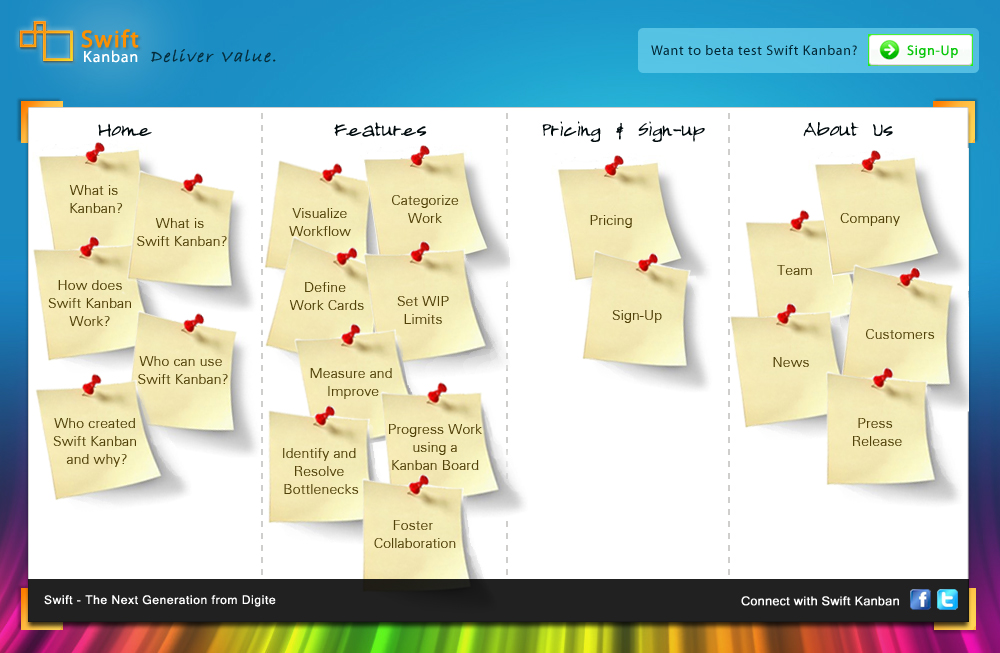 Swift
Kanban
Deliver Value.
Want to beta test Swift Kanban?
Sign-Up
Home
What is
Kanban?
What is
Swift Kanban?
How does
Swift Kanban
Work?
Who can use
Swift Kanban?
Who created
Swift Kanban
and why?
Features
Visualize
Workflow
Categorize
Work
Define
Work Cards
Set WIP
Limits
Measure and
Improve
Progress Work
using a
Kanban Board
Identify and
Resolve
Bottlenecks
Foster
Collaboration
Pricing & Sign-up
Pricing
Sign-Up
About Us
Company
Team
Customers
News
Press
Release
Swift - The Next Generation from Digite
Connect with Swift Kanban
f
t